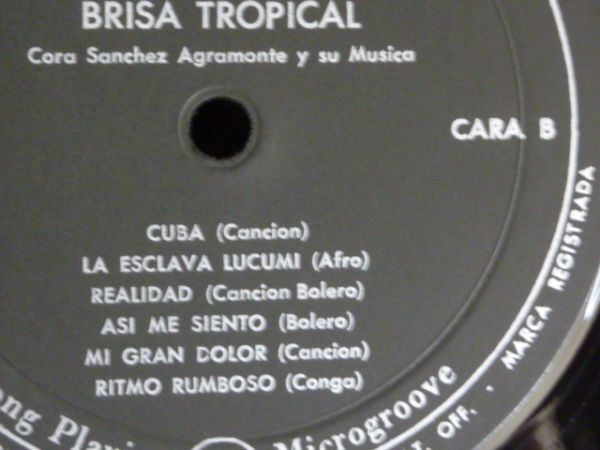 BRISA TROPICAL
Cora Sanchez Agramonte y su Musica
CARA B
CUBA (Cancion)
LA ESCLAVA LUCUMI (Afro)
REALIDAD (Cancion Bolero)
ASI ME SIENTO (Bolero)
MI GRAN DOLOR (Cancion)
RITMO RUMBOSO (Conga)
Microgroove
OFF. · MARCA REGISTRADA